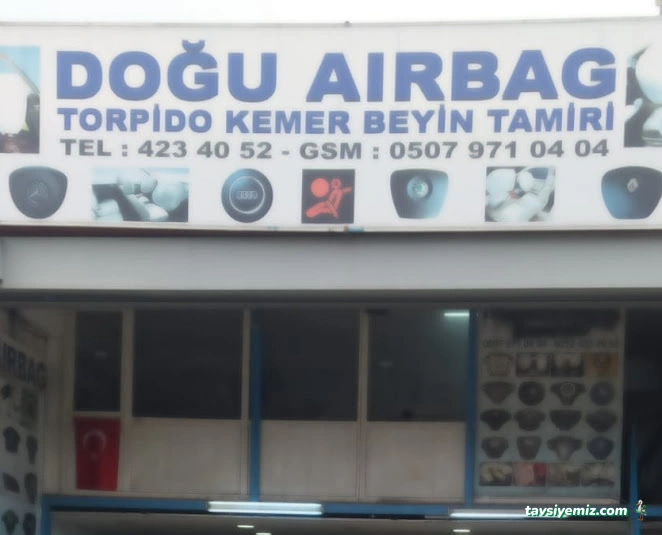 DOĞU AIRBAG
TORPİDO KEMER BEYİN TAMİRİ
TEL : 423 40 52 - GSM : 0507 971 04 04
AIRBAG
taysiyemiz.com